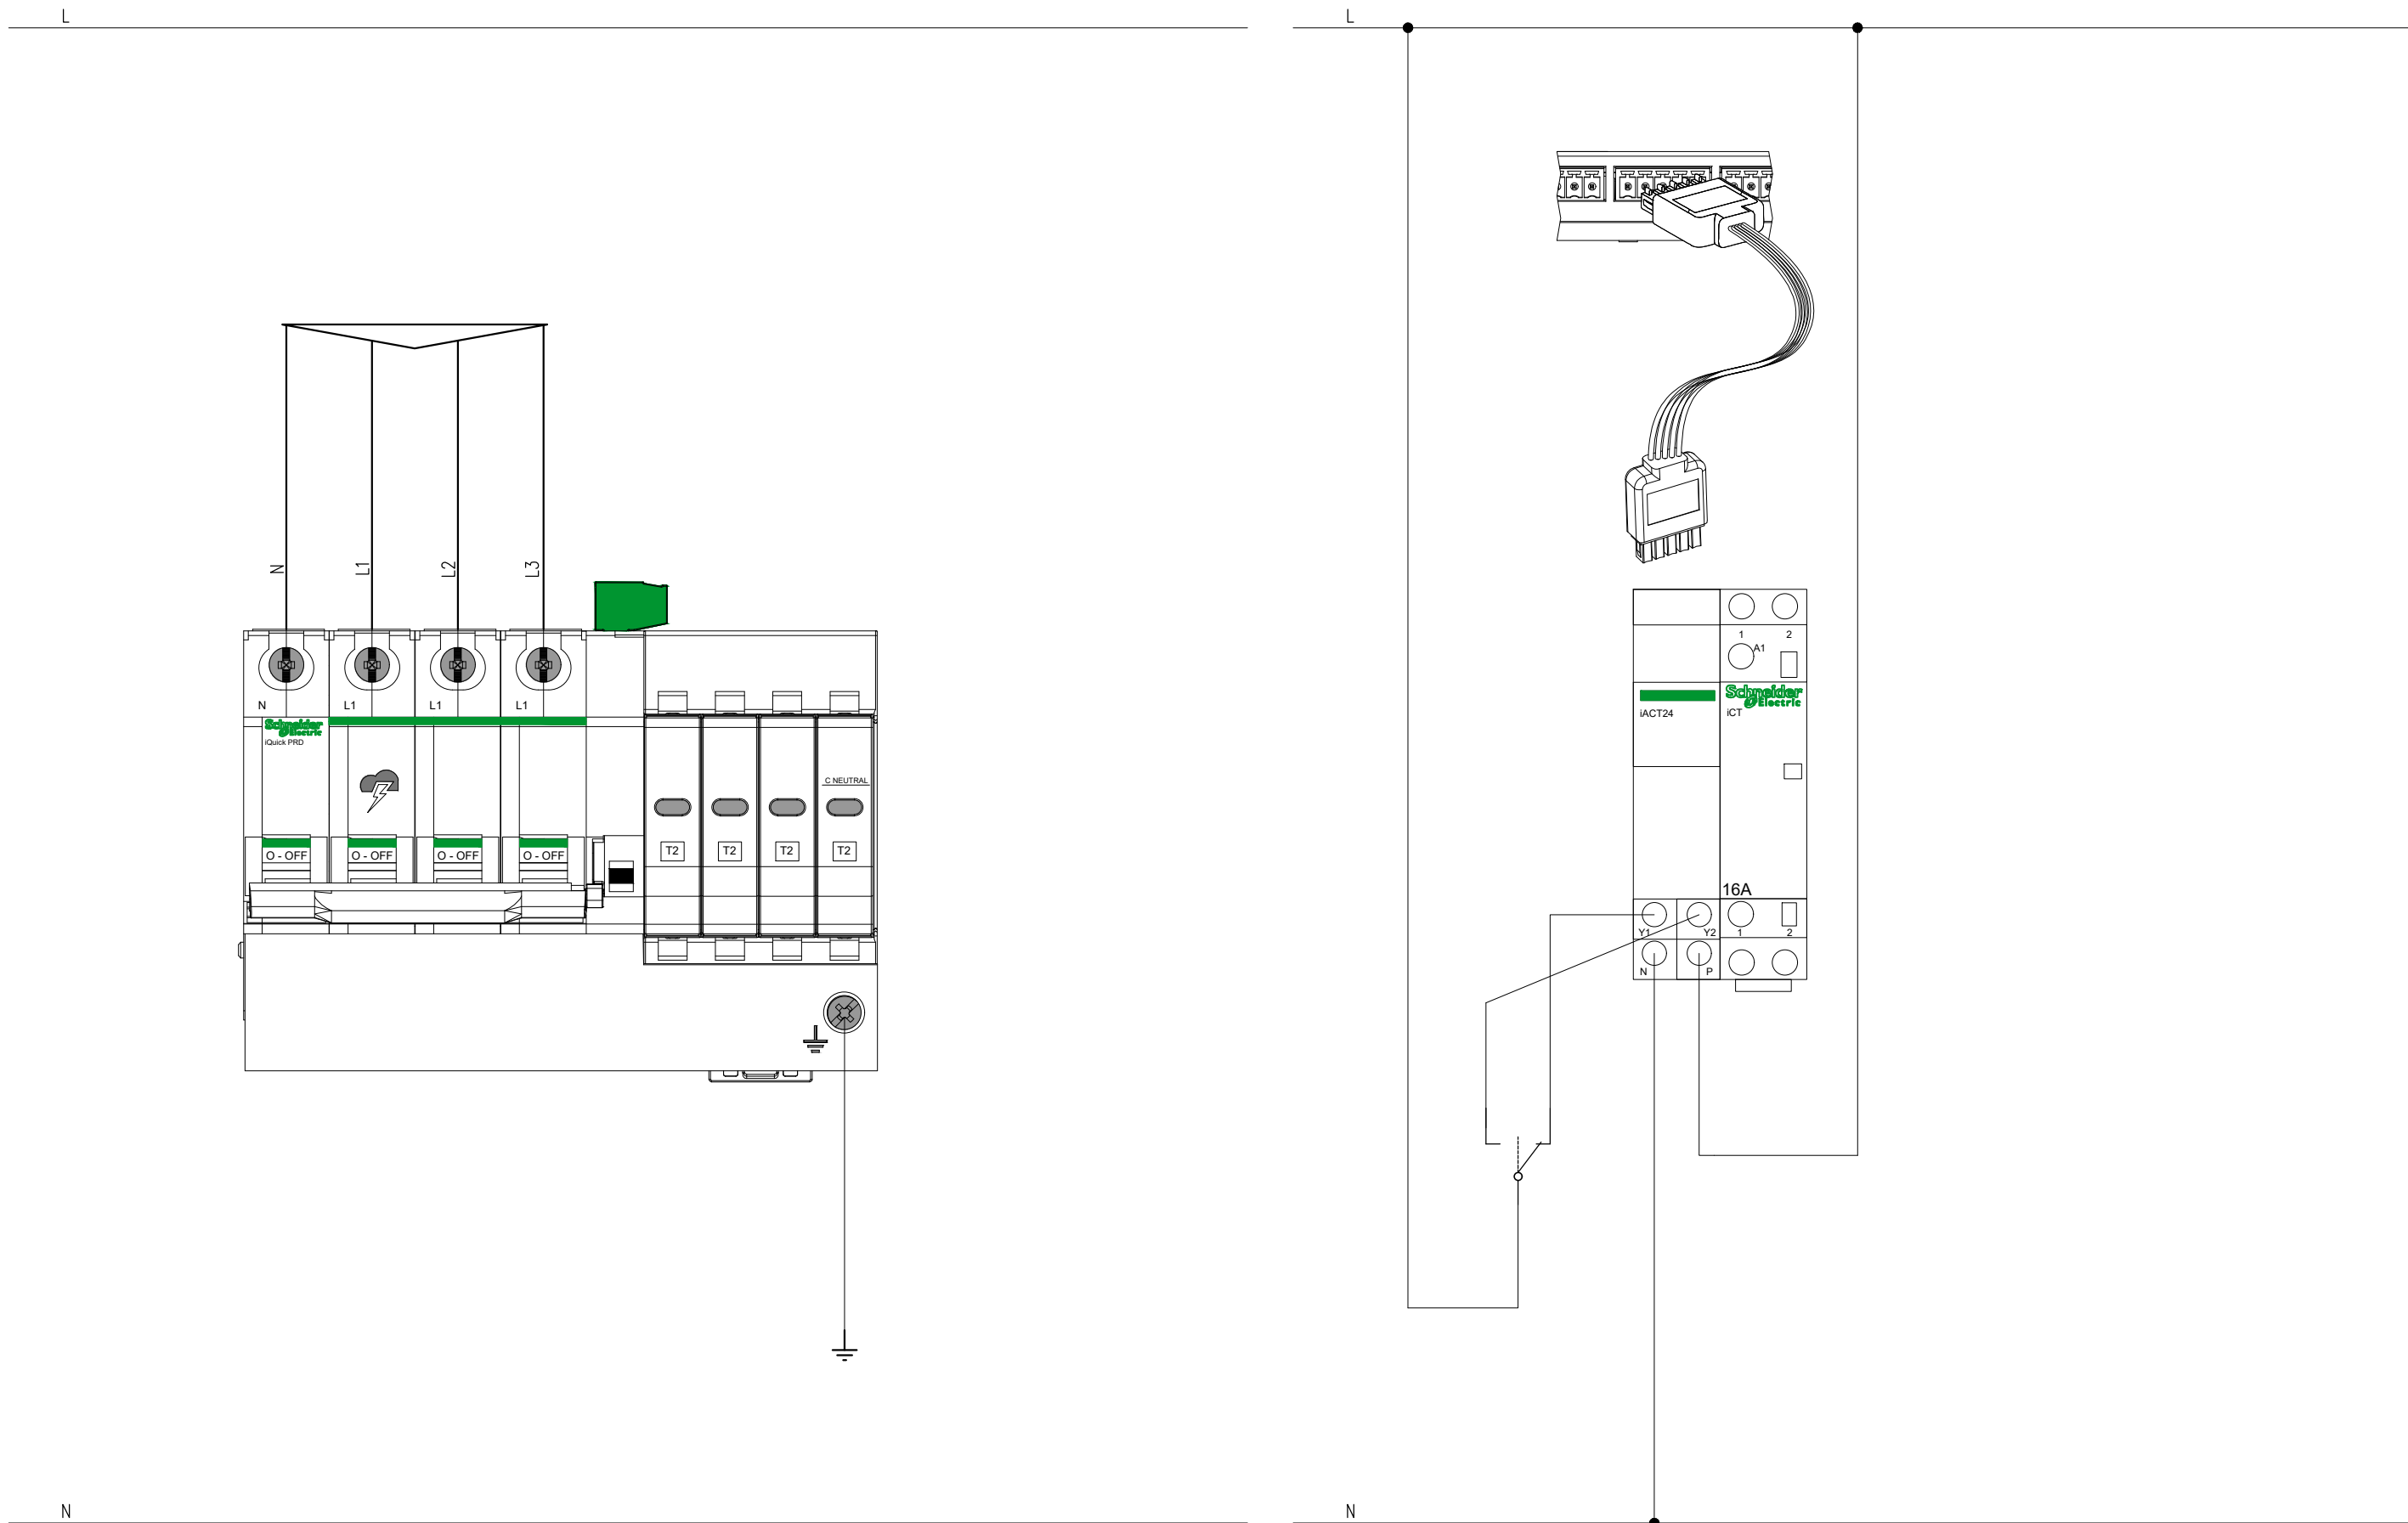 L
N
L1
L2
L3
N
L1
L1
L1
Schneider
Electric
iQuick PRD
C NEUTRAL
O - OFF
O - OFF
O - OFF
O - OFF
T2
T2
T2
T2
N
L
1
2
A1
iACT24
Schneider
Electric
iCT
16A
Y1
Y2
1
2
N
P
N